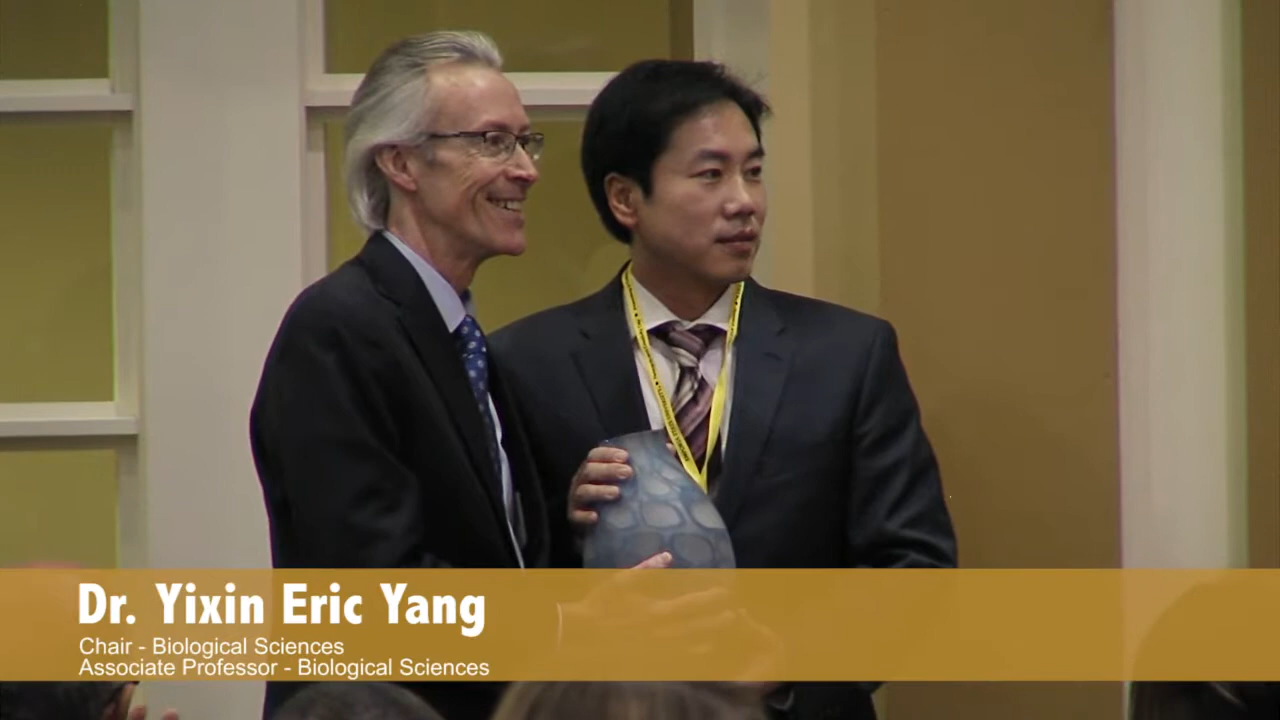 Dr. Yixin Eric Yang
Chair - Biological Sciences
Associate Professor - Biological Sciences